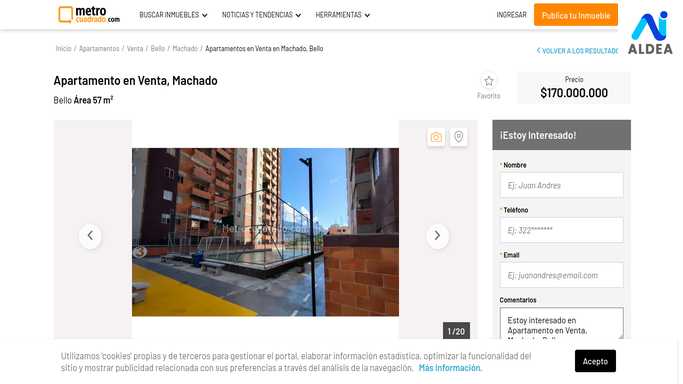 metro
cuadrado.com
BUSCAR INMUEBLES
NOTICIAS Y TENDENCIAS
HERRAMIENTAS
INGRESAR
Publica tu Inmueble
ALDEA
Inicio / Apartamentos / Venta / Bello / Machado / Apartamentos en Venta en Machado, Bello
VOLVER A LOS RESULTAD
Apartamento en Venta, Machado
Bello Área 57 m²
Favorito
Precio
$170.000.000
¡Estoy Interesado!
* Nombre
Ej: Juan Andres
* Teléfono
Ej: 322*******
* Email
Ej: juanandres@email.com
Comentarios
Estoy interesado en
Apartamento en Venta,
1 / 20
Utilizamos 'cookies' propias y de terceros para gestionar el portal, elaborar información estadística, optimizar la funcionalidad del
sitio y mostrar publicidad relacionada con sus preferencias a través del análisis de la navegación. Más información.
Acepto